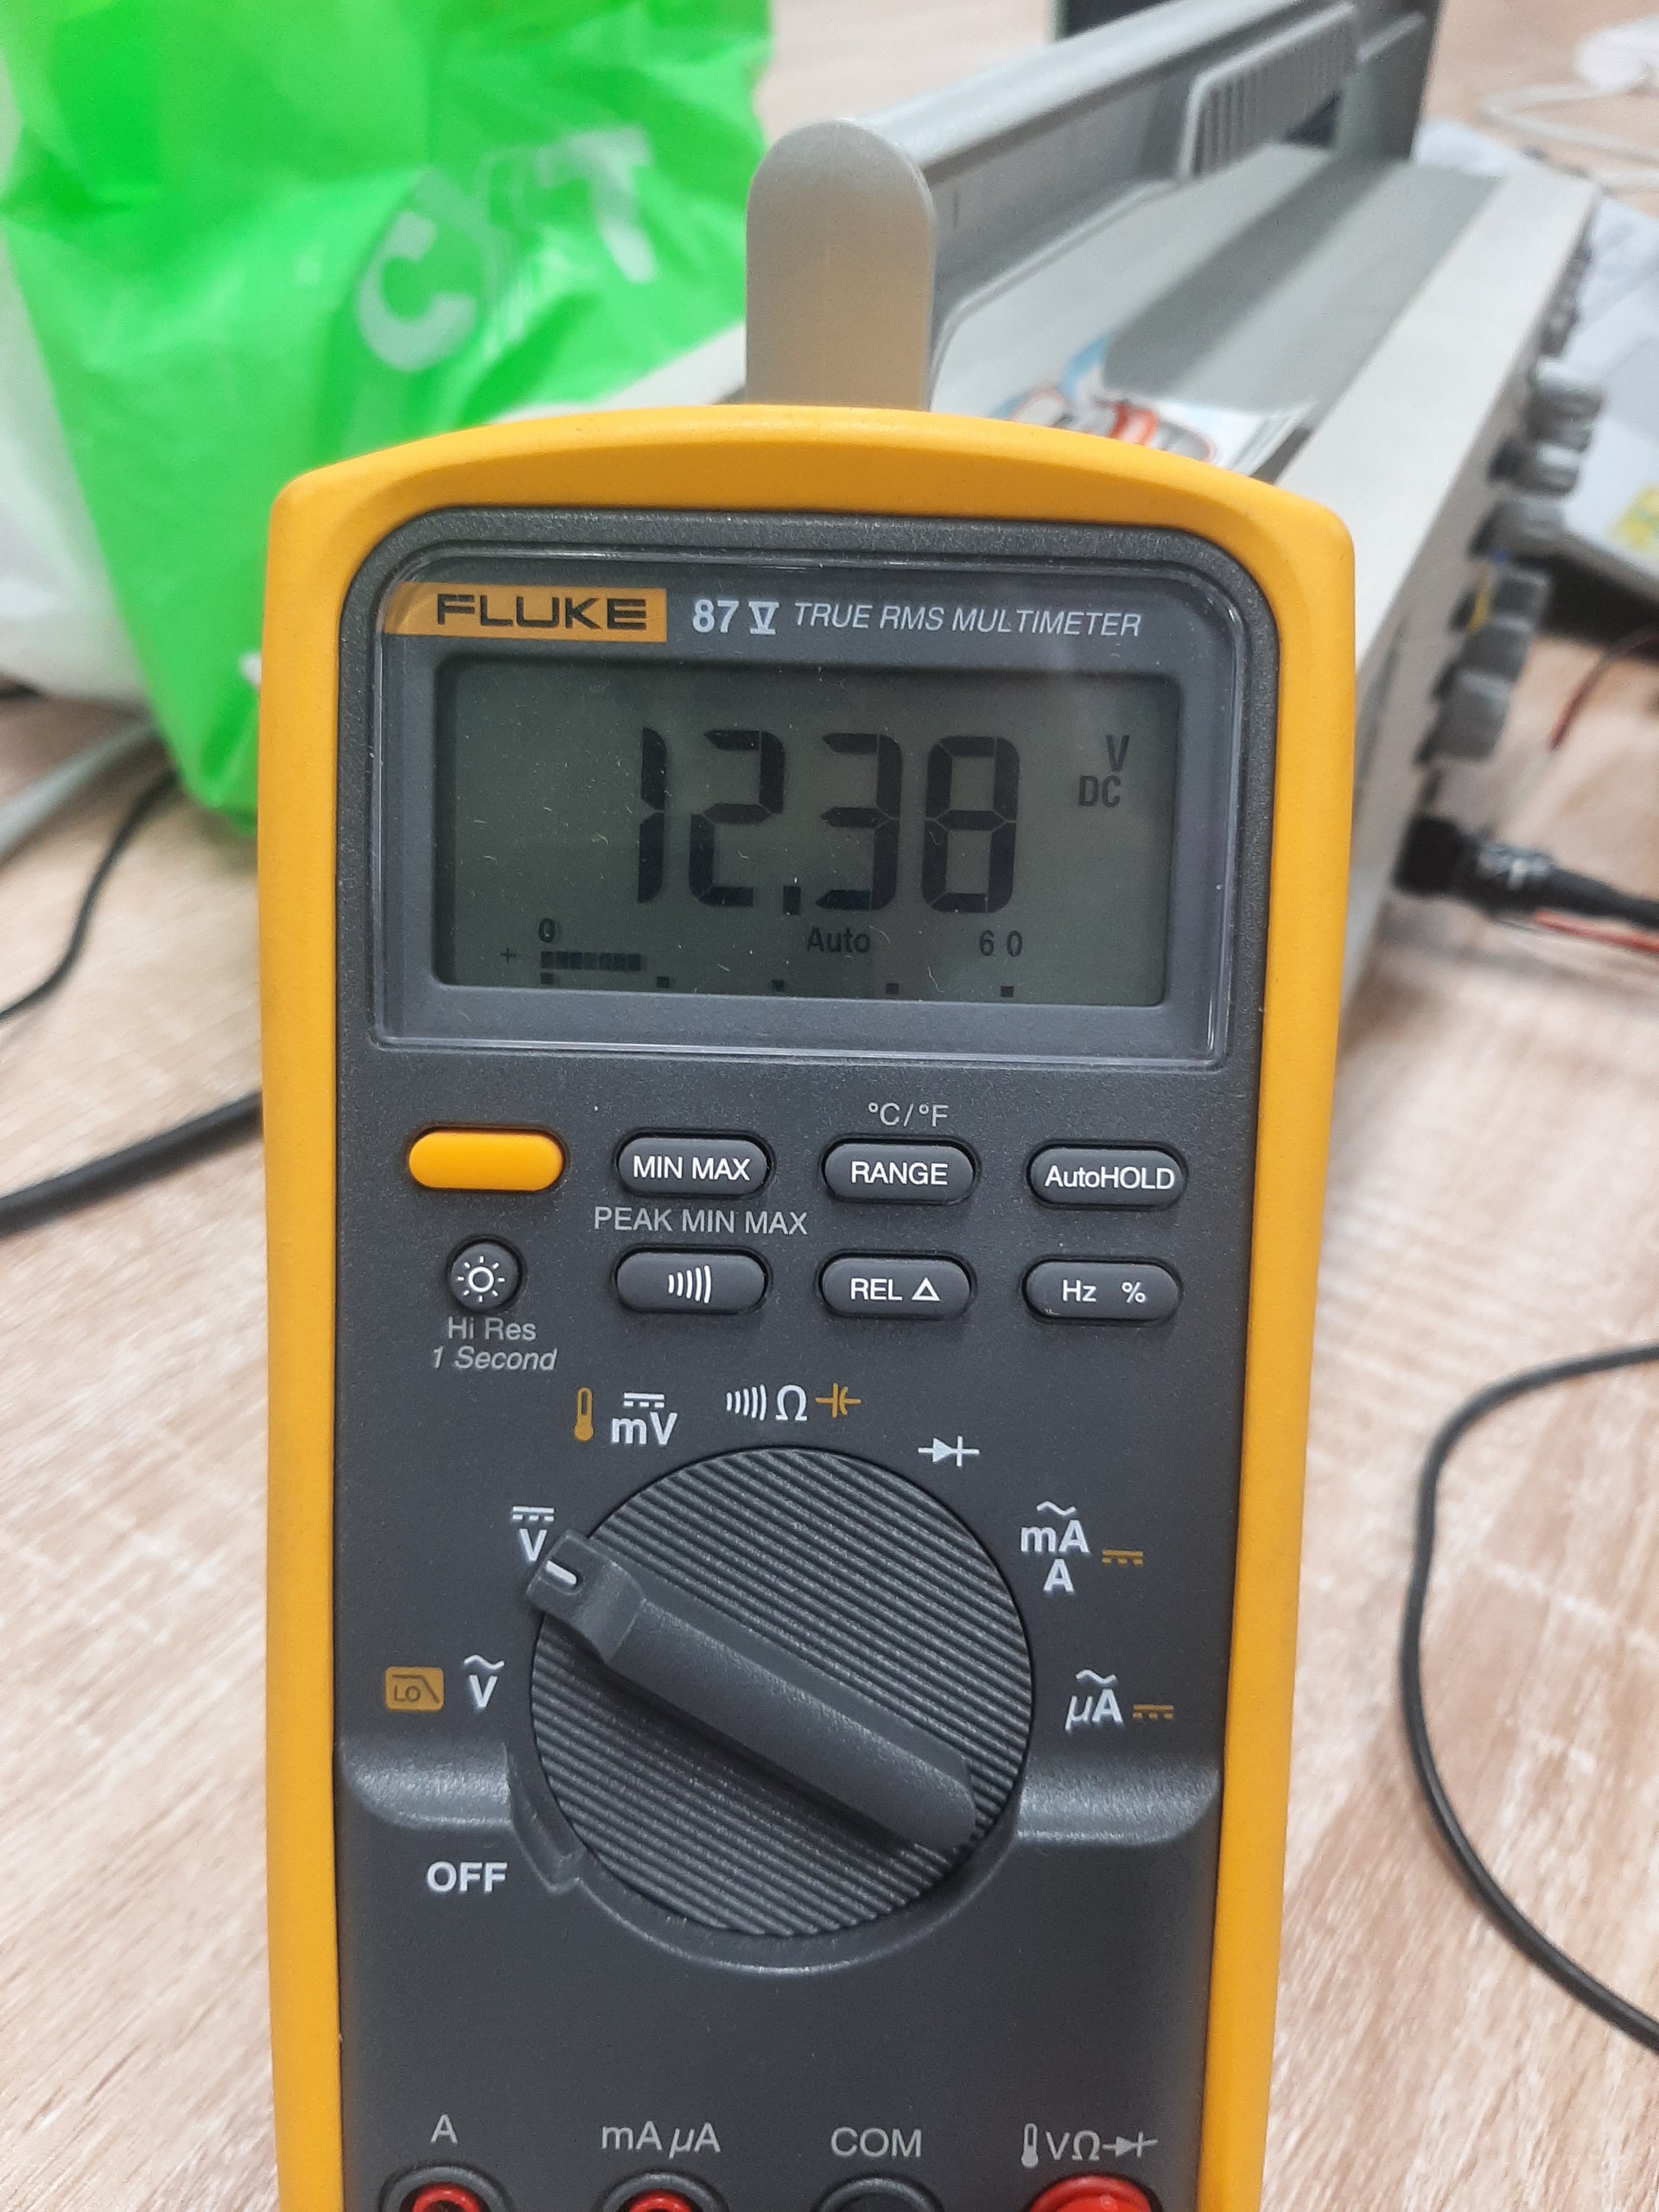 FLUKE 87 V TRUE RMS MULTIMETER
12.38 V
DC
0 Auto 60
+
°C/°F
MIN MAX RANGE AutoHOLD
PEAK MIN MAX
REL Δ Hz %
Hi Res
1 Second
mV Ω
V
mA
A
LO V
µA
OFF
A mA µA COM VΩ